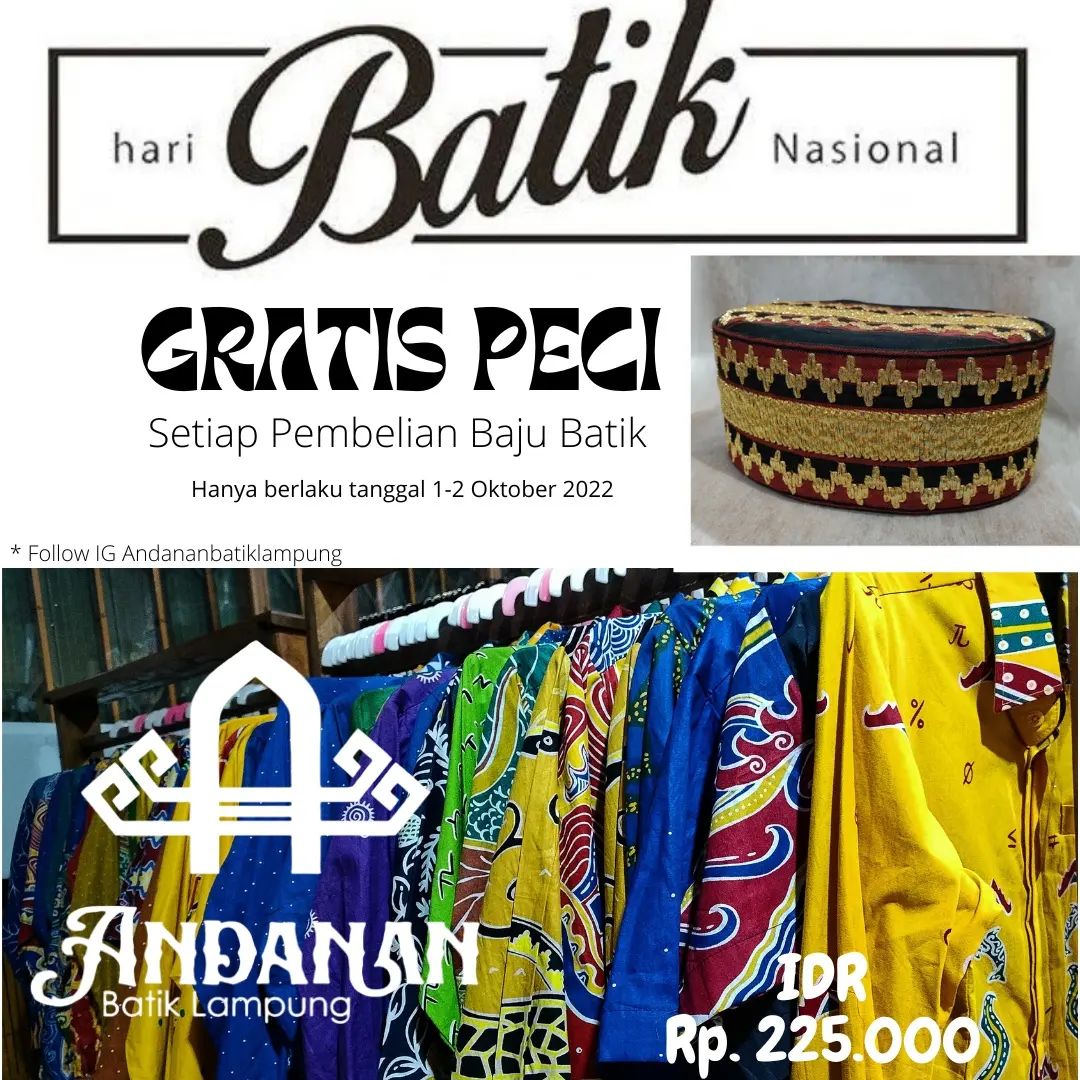 hari Batik Nasional
GRATIS PECI
Setiap Pembelian Baju Batik
Hanya berlaku tanggal 1-2 Oktober 2022
* Follow IG Andananbatiklampung
ANDANAN
Batik Lampung
IDR
Rp. 225.000